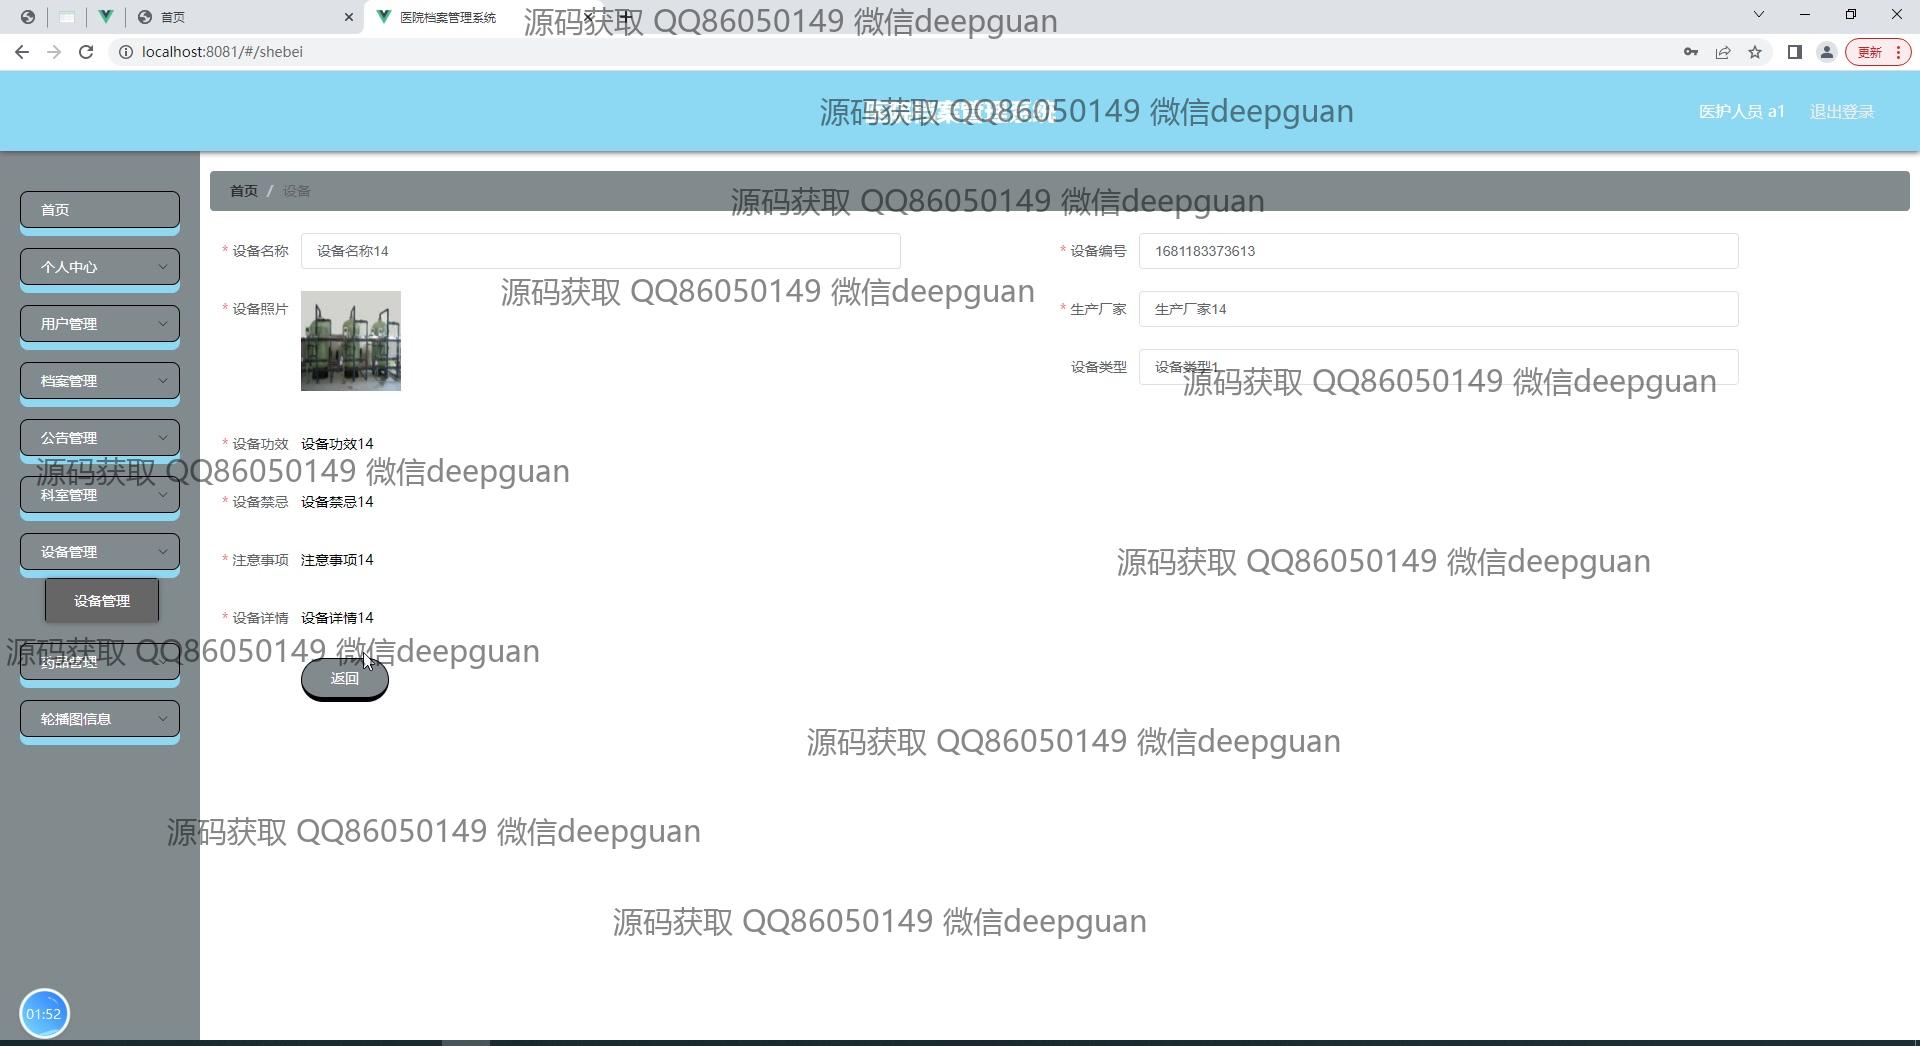 首页
医院档案管理系统
源码获取 QQ86050149 微信deepguan
localhost:8081/#/shebei
更新
源码获取 QQ86050149 微信deepguan
医护人员 a1
退出登录
首页 / 设备
源码获取 QQ86050149 微信deepguan
首页
个人中心
用户管理
档案管理
公告管理
科室管理
设备管理
设备管理
药品管理
轮播图信息
* 设备名称
设备名称14
* 设备编号
1681183373613
源码获取 QQ86050149 微信deepguan
* 设备照片
* 生产厂家
生产厂家14
设备类型
设备类型1
源码获取 QQ86050149 微信deepguan
* 设备功效
设备功效14
源码获取 QQ86050149 微信deepguan
* 设备禁忌
设备禁忌14
* 注意事项
注意事项14
源码获取 QQ86050149 微信deepguan
* 设备详情
设备详情14
源码获取 QQ86050149 微信deepguan
返回
源码获取 QQ86050149 微信deepguan
源码获取 QQ86050149 微信deepguan
源码获取 QQ86050149 微信deepguan
01:52